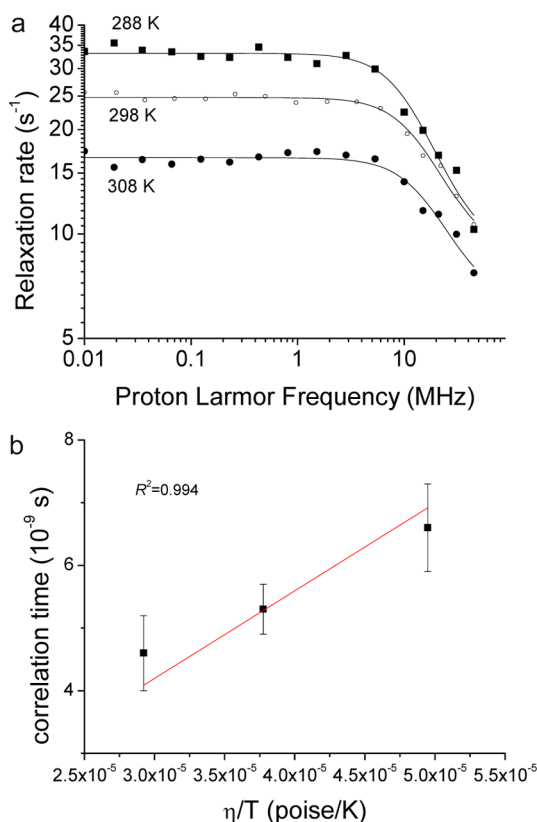 a
40
35
30
25
20
15
10
5
288 K
298 K
308 K
Relaxation rate (s⁻¹)
0.01
0.1
1
10
Proton Larmor Frequency (MHz)
b
8
6
4
R²=0.994
correlation time (10⁻⁹ s)
2.5x10⁻⁵ 3.0x10⁻⁵ 3.5x10⁻⁵ 4.0x10⁻⁵ 4.5x10⁻⁵ 5.0x10⁻⁵ 5.5x10⁻⁵
η/T (poise/K)